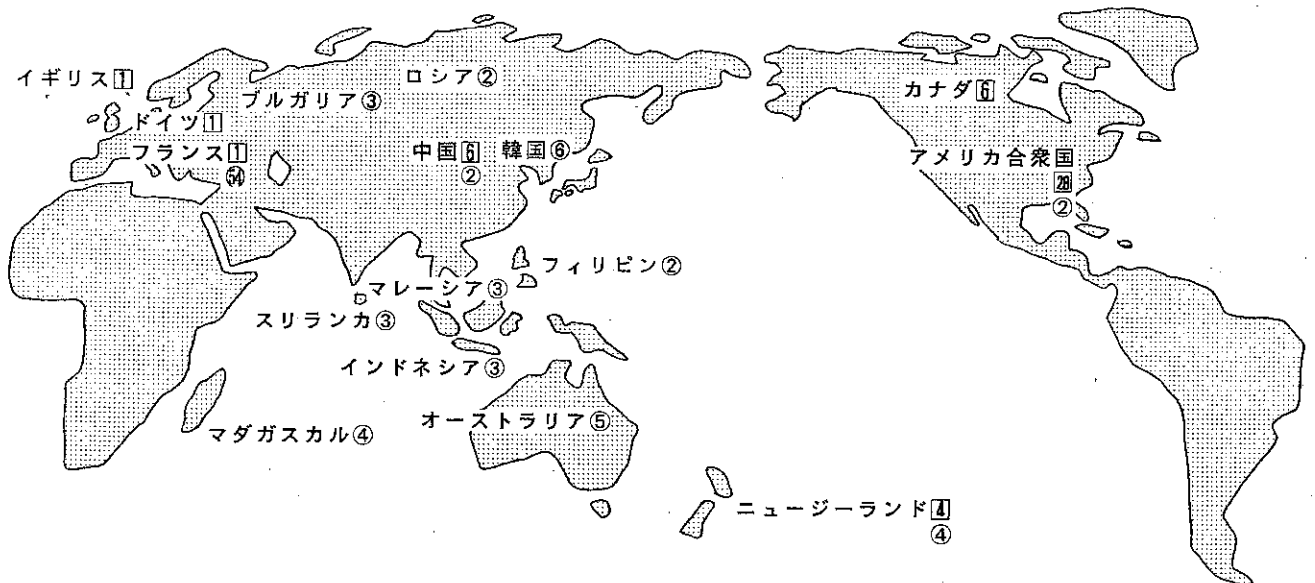 イギリス1
ロシア②
ブルガリア③
カナダ6
ドイツ1
フランス1
㊴
中国6 韓国⑥
②
アメリカ合衆国
28
②
フィリピン②
マレーシア③
スリランカ③
インドネシア③
マダガスカル④
オーストラリア⑤
ニュージーランド4
④